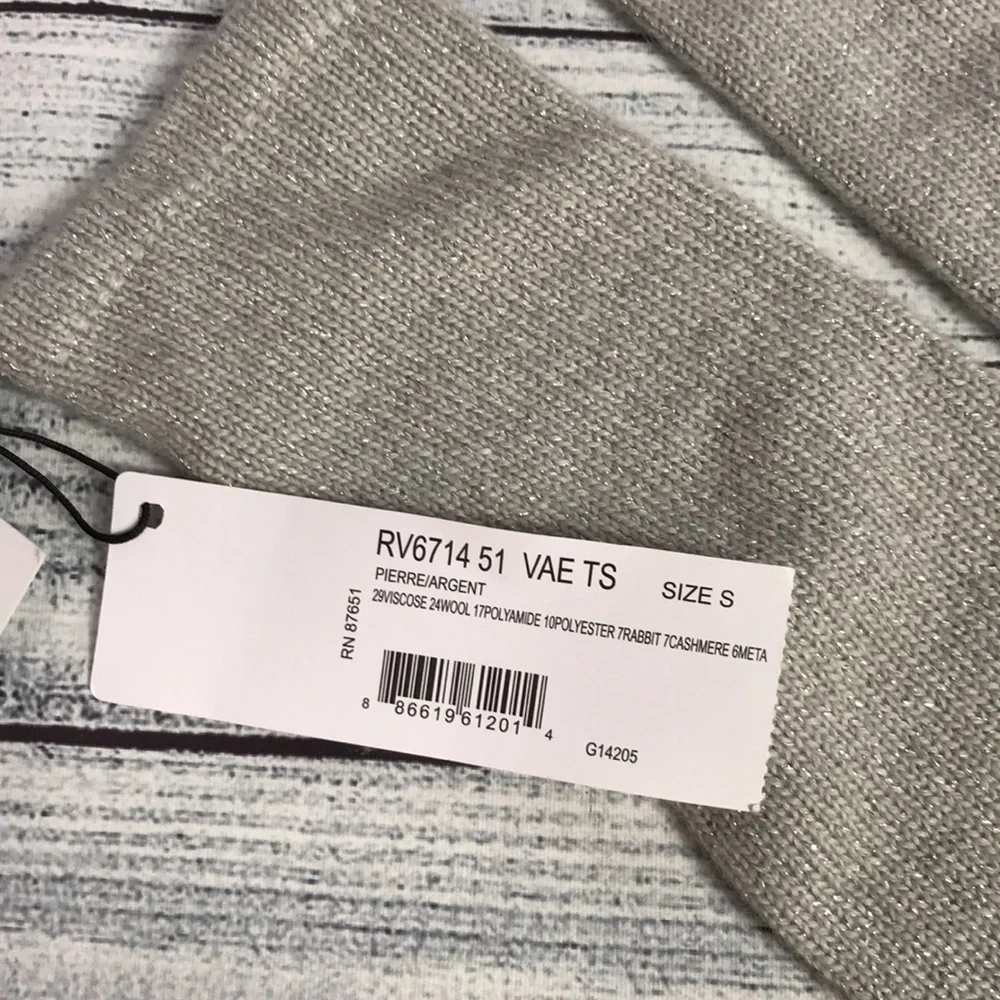 RV6714 51 VAE TS SIZE S
PIERRE/ARGENT
29VISCOSE 24WOOL 17POLYAMIDE 10POLYESTER 7RABBIT 7CASHMERE 6META
RN 87651
8 86619 61201 4
G14205